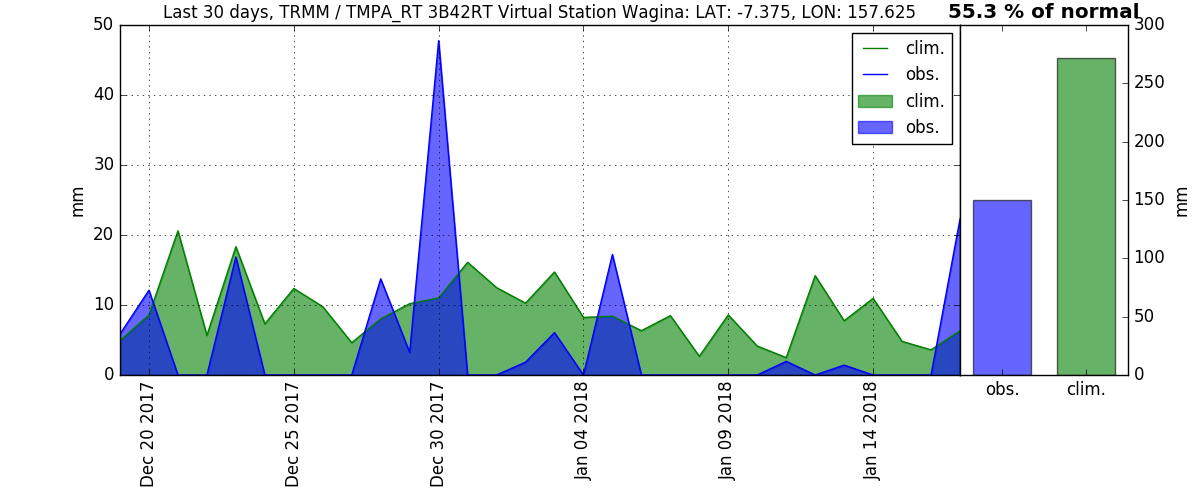 Last 30 days, TRMM / TMPA_RT 3B42RT Virtual Station Wagina: LAT: -7.375, LON: 157.625
55.3 % of normal
50
40
30
20
10
0
mm
clim.
obs.
clim.
obs.
Dec 20 2017
Dec 25 2017
Dec 30 2017
Jan 04 2018
Jan 09 2018
Jan 14 2018
300
250
200
150
100
50
0
mm
obs.
clim.